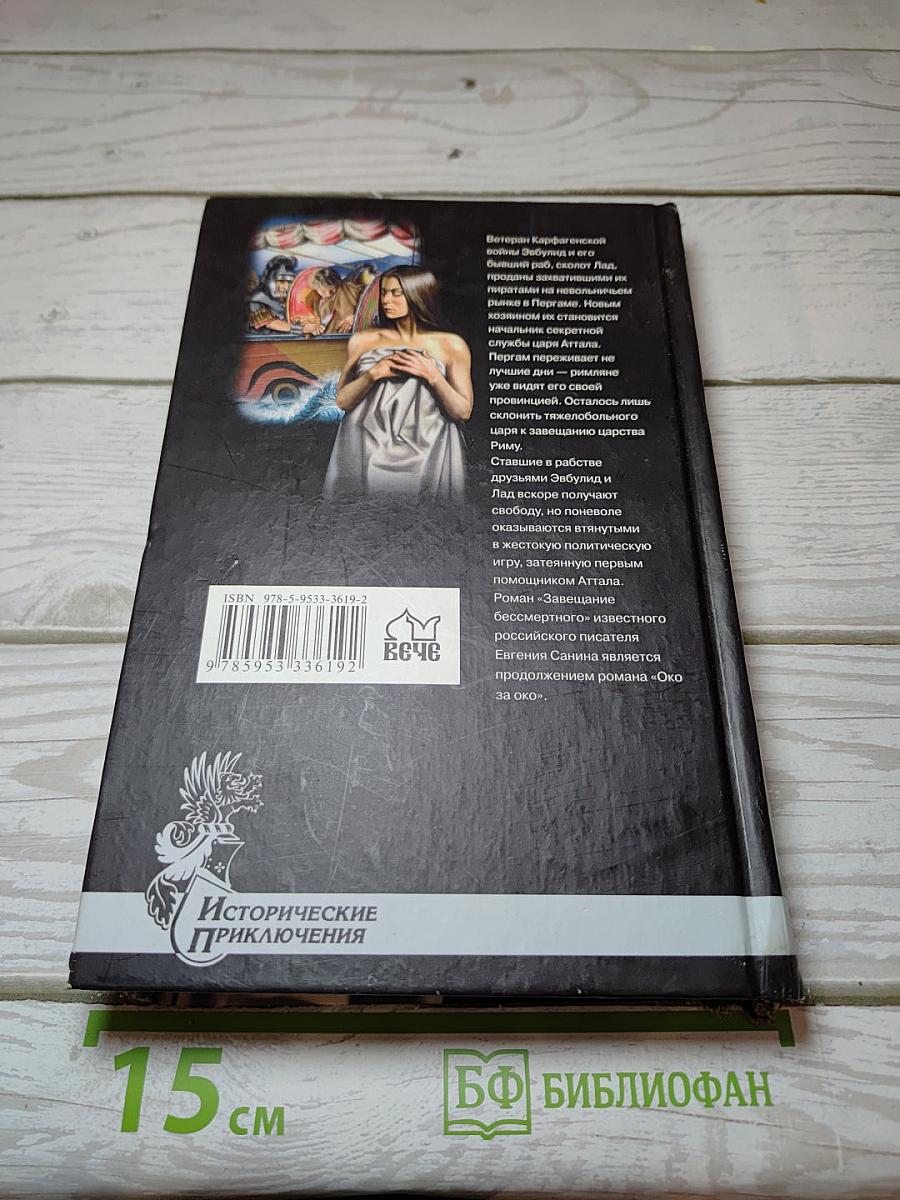 Ветеран Карфагенской
войны Эвбулид и его
бывший раб, сколот Лад,
проданы захватившими их
пиратами на невольничьем
рынке в Пергаме. Новым
хозяином их становится
начальник секретной
службы царя Аттала.
Пергам переживает не
лучшие дни — римляне
уже видят его своей
провинцией. Осталось лишь
склонить тяжелобольного
царя к завещанию царства
Риму.
Ставшие в рабстве
друзьями Эвбулид и
Лад вскоре получают
свободу, но поневоле
оказываются втянутыми
в жестокую политическую
игру, затеянную первым
помощником Аттала.
Роман «Завещание
бессмертного» известного
российского писателя
Евгения Санина является
продолжением романа «Око
за око».
ISBN 978-5-9533-3619-2
9 785953 336192
ВЕЧЕ
ИСТОРИЧЕСКИЕ
ПРИКЛЮЧЕНИЯ
15 см
БФ БИБЛИОФАН